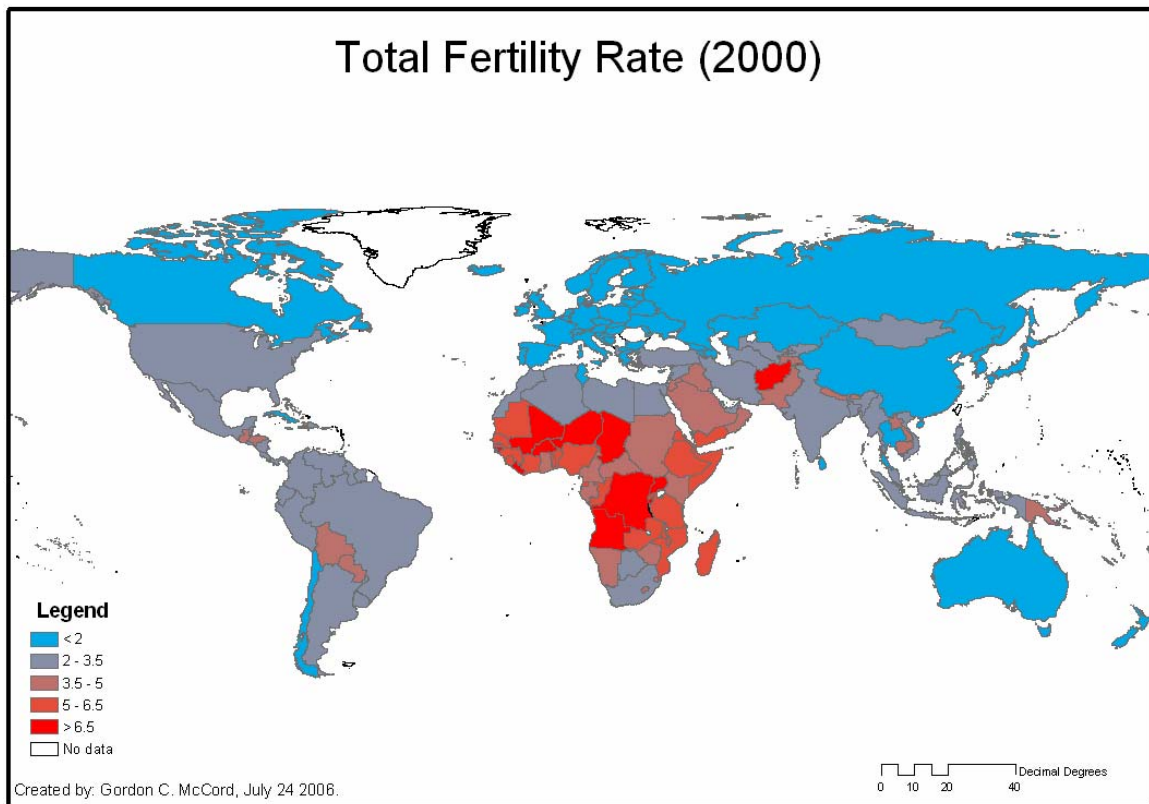 Total Fertility Rate (2000)
Legend
<2
2 - 3.5
3.5 - 5
5 - 6.5
>6.5
No data
Created by: Gordon C. McCord, July 24 2006.
Decimal Degrees
0 10 20 40